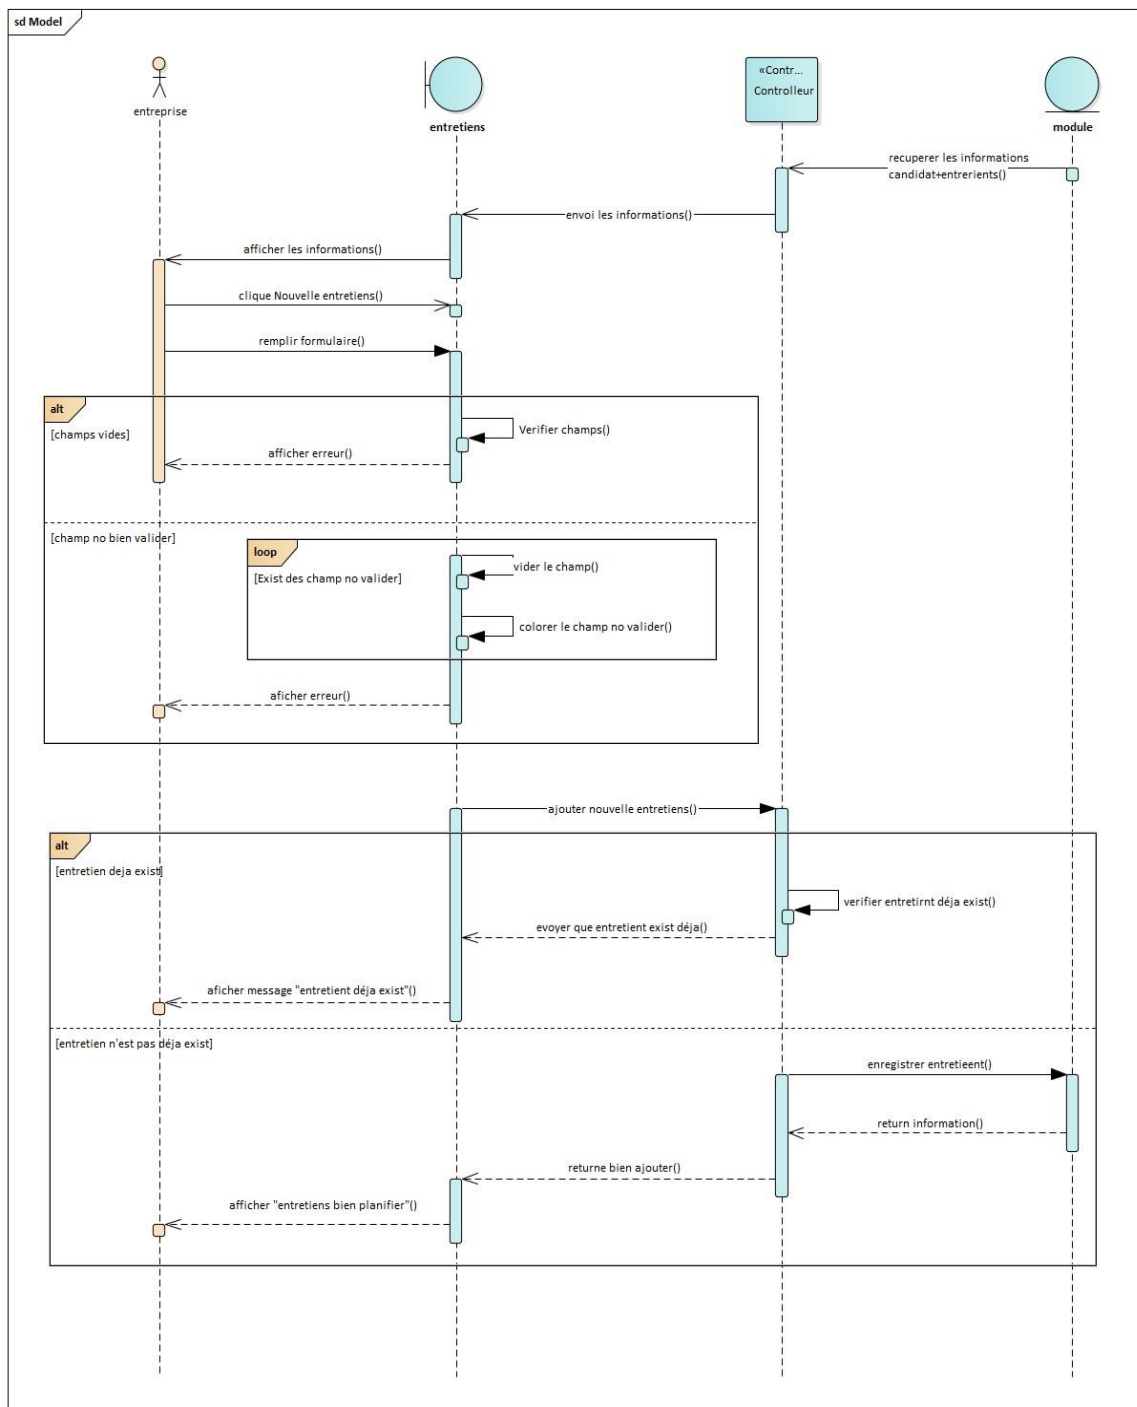 sd Model
«Contr...
Controlleur
entreprise
entretiens
module
recuperer les informations
candidat+entrerients()
envoi les informations()
afficher les informations()
clique Nouvelle entretiens()
remplir formulaire()
alt
[champs vides]
Verifier champs()
afficher erreur()
[champ no bien valider]
loop
[Exist des champ no valider]
vider le champ()
colorer le champ no valider()
aficher erreur()
ajouter nouvelle entretiens()
alt
[entretien deja exist]
verifier entretirnt déja exist()
evoyer que entretient exist déja()
aficher message "entretient déja exist"()
[entretien n'est pas déja exist]
enregistrer entretieent()
return information()
returne bien ajouter()
afficher "entretiens bien planifier"()